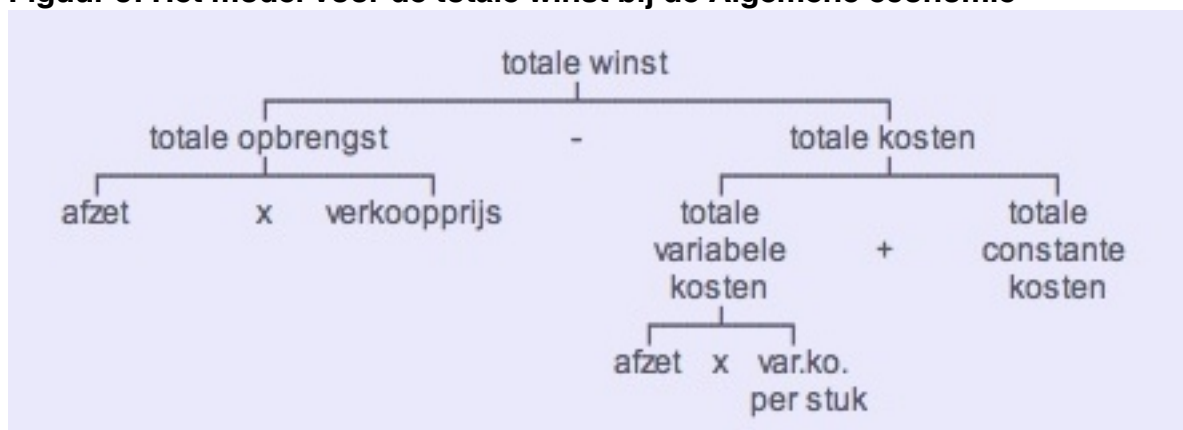 Figuur 3: Het model voor de totale winst bij de Algemene economie
totale winst
totale opbrengst - totale kosten
afzet x verkoopprijs
totale variabele kosten + totale constante kosten
afzet x var.ko. per stuk